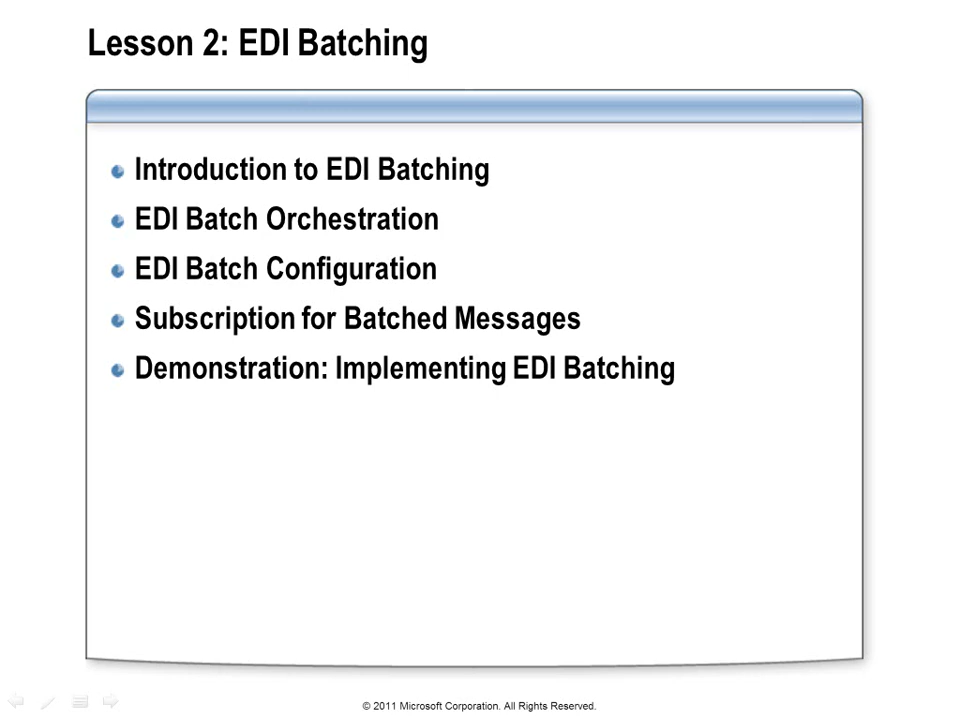 Lesson 2: EDI Batching
Introduction to EDI Batching
EDI Batch Orchestration
EDI Batch Configuration
Subscription for Batched Messages
Demonstration: Implementing EDI Batching
© 2011 Microsoft Corporation. All Rights Reserved.